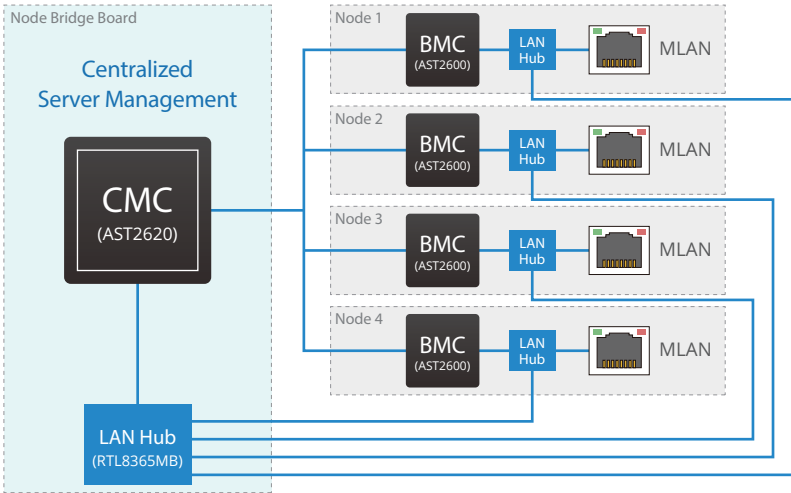 Node Bridge Board
Centralized
Server Management
CMC
(AST2620)
LAN Hub
(RTL8365MB)
Node 1
BMC
(AST2600)
LAN
Hub
MLAN
Node 2
BMC
(AST2600)
LAN
Hub
MLAN
Node 3
BMC
(AST2600)
LAN
Hub
MLAN
Node 4
BMC
(AST2600)
LAN
Hub
MLAN